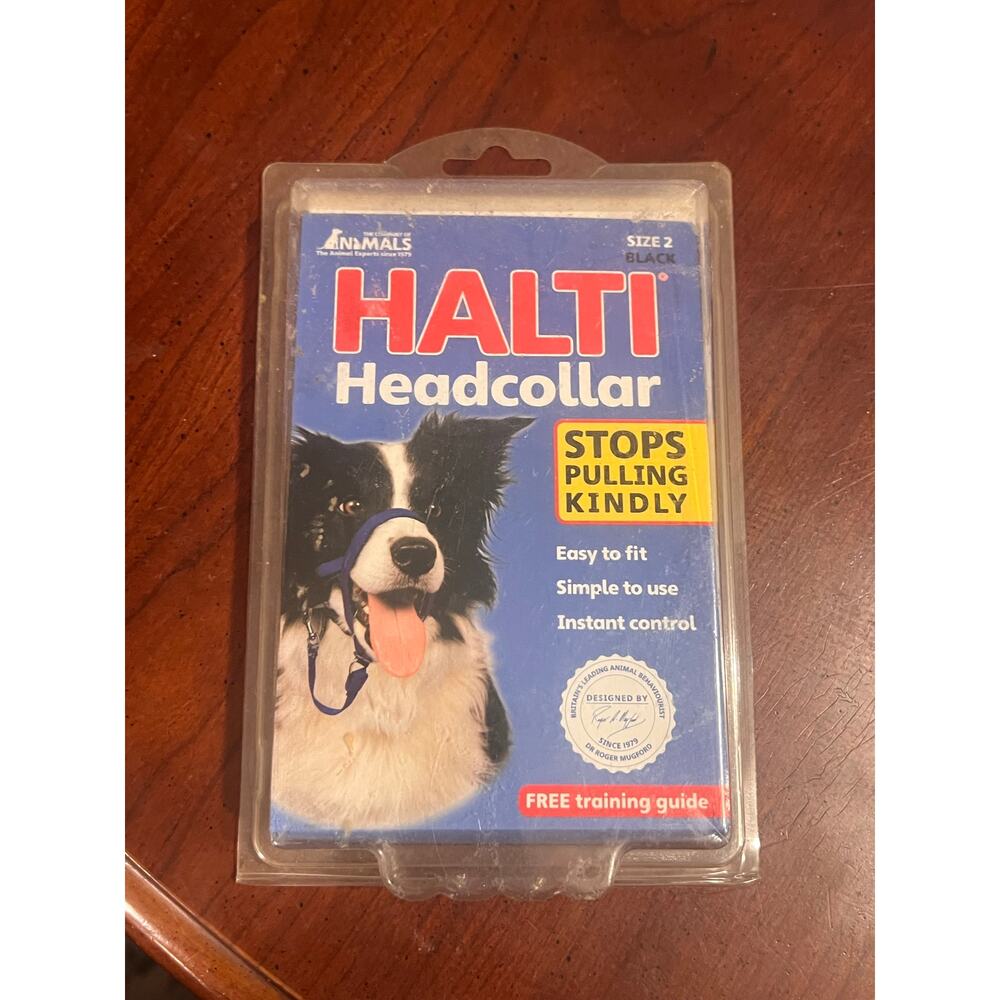 THE COMPANY OF
ANIMALS
The Animal Experts since 1979
SIZE 2
BLACK
HALTI®
Headcollar
STOPS
PULLING
KINDLY
Easy to fit
Simple to use
Instant control
BRITAIN'S LEADING ANIMAL BEHAVIOURIST
DESIGNED BY
SINCE 1979
DR ROGER MUGFORD
FREE training guide